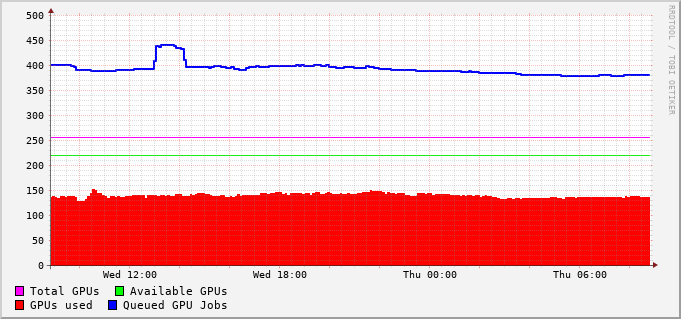 500
450
400
350
300
250
200
150
100
50
0
Wed 12:00 Wed 18:00 Thu 00:00 Thu 06:00
Total GPUs Available GPUs
GPUs used Queued GPU Jobs
RRDTOOL / TOBI OETIKER